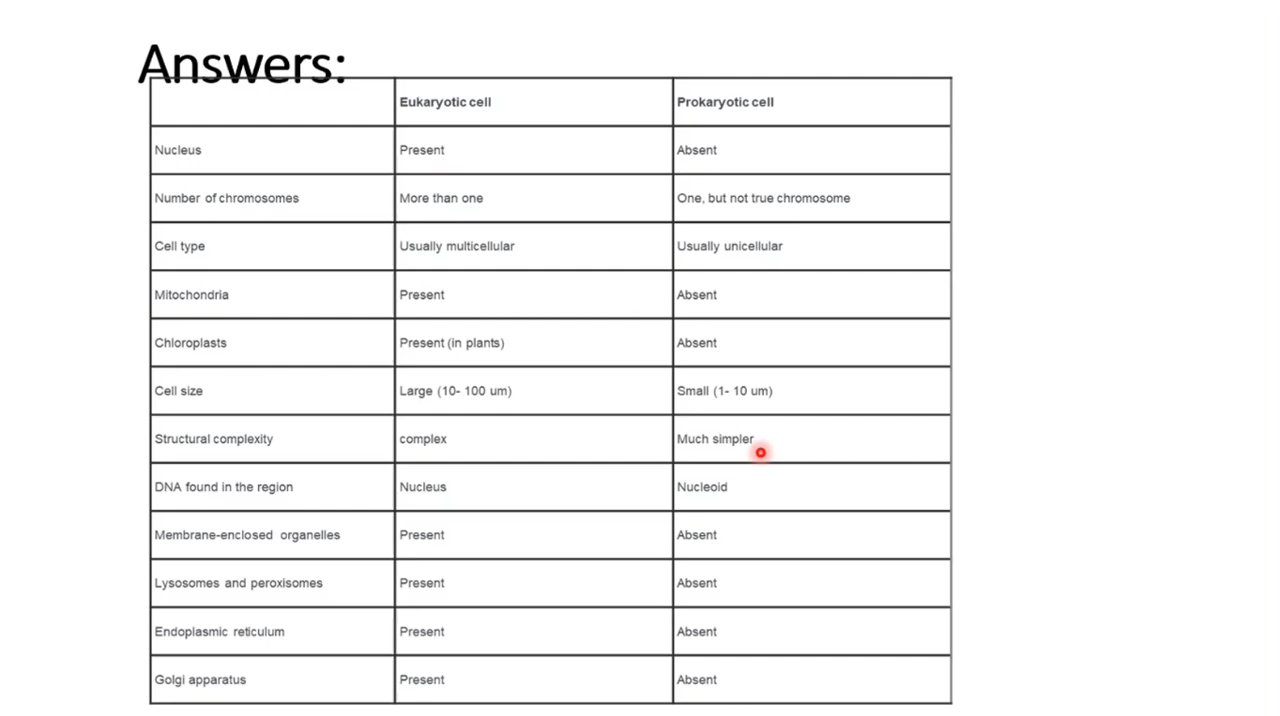 Answers:
Eukaryotic cell Prokaryotic cell
Nucleus Present Absent
Number of chromosomes More than one One, but not true chromosome
Cell type Usually multicellular Usually unicellular
Mitochondria Present Absent
Chloroplasts Present (in plants) Absent
Cell size Large (10- 100 um) Small (1- 10 um)
Structural complexity complex Much simpler
DNA found in the region Nucleus Nucleoid
Membrane-enclosed organelles Present Absent
Lysosomes and peroxisomes Present Absent
Endoplasmic reticulum Present Absent
Golgi apparatus Present Absent